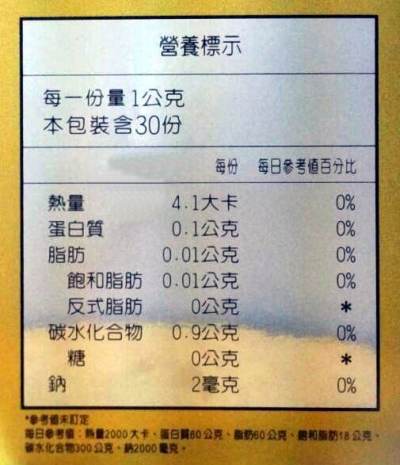 營養標示
每一份量1公克
本包裝含30份
每份 每日參考值百分比
熱量 4.1大卡 0%
蛋白質 0.1公克 0%
脂肪 0.01公克 0%
飽和脂肪 0.01公克 0%
反式脂肪 0公克 *
碳水化合物 0.9公克 0%
糖 0公克 *
鈉 2毫克 0%
*參考值未訂定
每日參考值：熱量2000大卡、蛋白質60公克、脂肪60公克、飽和脂肪18公克、
碳水化合物300公克、鈉2000毫克。